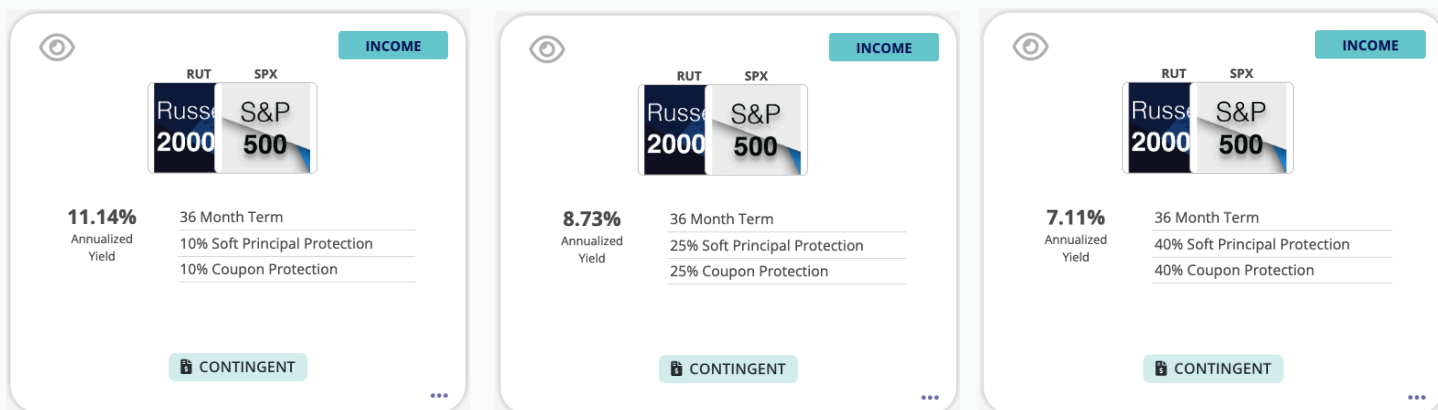 INCOME
RUT SPX
Russe S&P
2000 500
11.14%
Annualized
Yield
36 Month Term
10% Soft Principal Protection
10% Coupon Protection
CONTINGENT
INCOME
RUT SPX
Russe S&P
2000 500
8.73%
Annualized
Yield
36 Month Term
25% Soft Principal Protection
25% Coupon Protection
CONTINGENT
INCOME
RUT SPX
Russe S&P
2000 500
7.11%
Annualized
Yield
36 Month Term
40% Soft Principal Protection
40% Coupon Protection
CONTINGENT